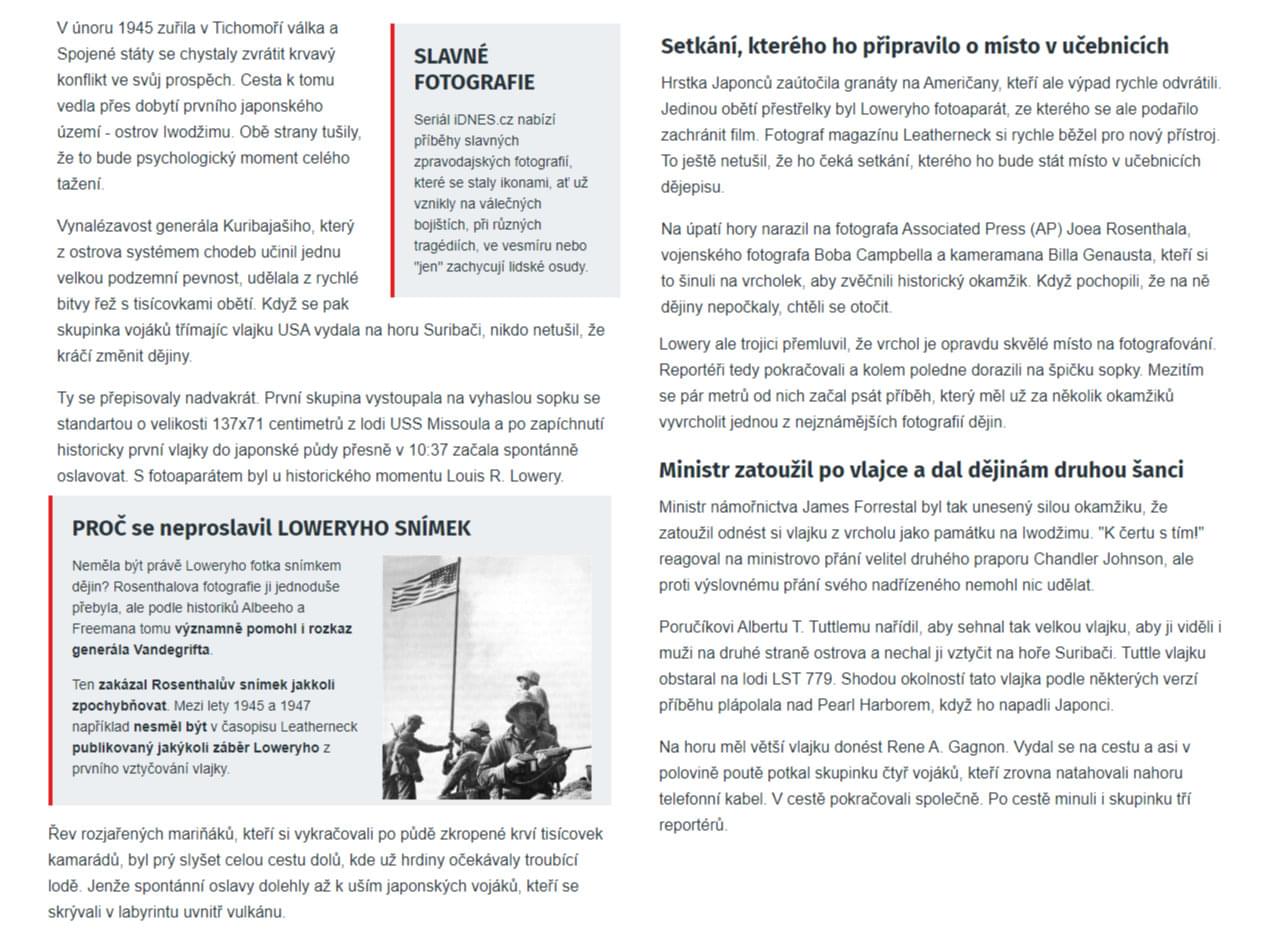 V únoru 1945 zuřila v Tichomoří válka a
Spojené státy se chystaly zvrátit krvavý
konflikt ve svůj prospěch. Cesta k tomu
vedla přes dobytí prvního japonského
území - ostrov Iwodžimu. Obě strany tušily,
že to bude psychologický moment celého
tažení.
Vynalézavost generála Kuribajašiho, který
z ostrova systémem chodeb učinil jednu
velkou podzemní pevnost, udělala z rychlé
bitvy řež s tisícovkami obětí. Když se pak
skupinka vojáků třímajíc vlajku USA vydala na horu Suribači, nikdo netušil, že
kráčí změnit dějiny.
SLAVNÉ
FOTOGRAFIE
Seriál iDNES.cz nabízí
příběhy slavných
zpravodajských fotografií,
které se staly ikonami, ať už
vznikly na válečných
bojištích, při různých
tragédiích, ve vesmíru nebo
"jen" zachycují lidské osudy.
Ty se přepisovaly nadvakrát. První skupina vystoupala na vyhaslou sopku se
standartou o velikosti 137x71 centimetrů z lodi USS Missoula a po zapíchnutí
historicky první vlajky do japonské půdy přesně v 10:37 začala spontánně
oslavovat. S fotoaparátem byl u historického momentu Louis R. Lowery.
PROČ se neproslavil LOWERYHO SNÍMEK
Neměla být právě Loweryho fotka snímkem
dějin? Rosenthalova fotografie ji jednoduše
přebyla, ale podle historiků Albeeho a
Freemana tomu významně pomohl i rozkaz
generála Vandegrifta.
Ten zakázal Rosenthalův snímek jakkoli
zpochybňovat. Mezi lety 1945 a 1947
například nesměl být v časopisu Leatherneck
publikovaný jakýkoli záběr Loweryho z
prvního vztyčování vlajky.
Řev rozjařených mariňáků, kteří si vykračovali po půdě zkropené krví tisícovek
kamarádů, byl prý slyšet celou cestu dolů, kde už hrdiny očekávaly troubící
lodě. Jenže spontánní oslavy dolehly až k uším japonských vojáků, kteří se
skrývali v labyrintu uvnitř vulkánu.
Setkání, kterého ho připravilo o místo v učebnicích
Hrstka Japonců zaútočila granáty na Američany, kteří ale výpad rychle odvrátili.
Jedinou obětí přestřelky byl Loweryho fotoaparát, ze kterého se ale podařilo
zachránit film. Fotograf magazínu Leatherneck si rychle běžel pro nový přístroj.
To ještě netušil, že ho čeká setkání, kterého ho bude stát místo v učebnicích
dějepisu.
Na úpatí hory narazil na fotografa Associated Press (AP) Joea Rosenthala,
vojenského fotografa Boba Campbella a kameramana Billa Genausta, kteří si
to šinuli na vrcholek, aby zvěčnili historický okamžik. Když pochopili, že na ně
dějiny nepočkaly, chtěli se otočit.
Lowery ale trojici přemluvil, že vrchol je opravdu skvělé místo na fotografování.
Reportéři tedy pokračovali a kolem poledne dorazili na špičku sopky. Mezitím
se pár metrů od nich začal psát příběh, který měl už za několik okamžiků
vyvrcholit jednou z nejznámějších fotografií dějin.
Ministr zatoužil po vlajce a dal dějinám druhou šanci
Ministr námořnictva James Forrestal byl tak unesený silou okamžiku, že
zatoužil odnést si vlajku z vrcholu jako památku na Iwodžimu. "K čertu s tím!"
reagoval na ministrovo přání velitel druhého praporu Chandler Johnson, ale
proti výslovnému přání svého nadřízeného nemohl nic udělat.
Poručíkovi Albertu T. Tuttlemu nařídil, aby sehnal tak velkou vlajku, aby ji viděli i
muži na druhé straně ostrova a nechal ji vztyčit na hoře Suribači. Tuttle vlajku
obstaral na lodi LST 779. Shodou okolností tato vlajka podle některých verzí
příběhu plápolala nad Pearl Harborem, když ho napadli Japonci.
Na horu měl větší vlajku donést Rene A. Gagnon. Vydal se na cestu a asi v
polovině poutě potkal skupinku čtyř vojáků, kteří zrovna natahovali nahoru
telefonní kabel. V cestě pokračovali společně. Po cestě minuli i skupinku tří
reportérů.